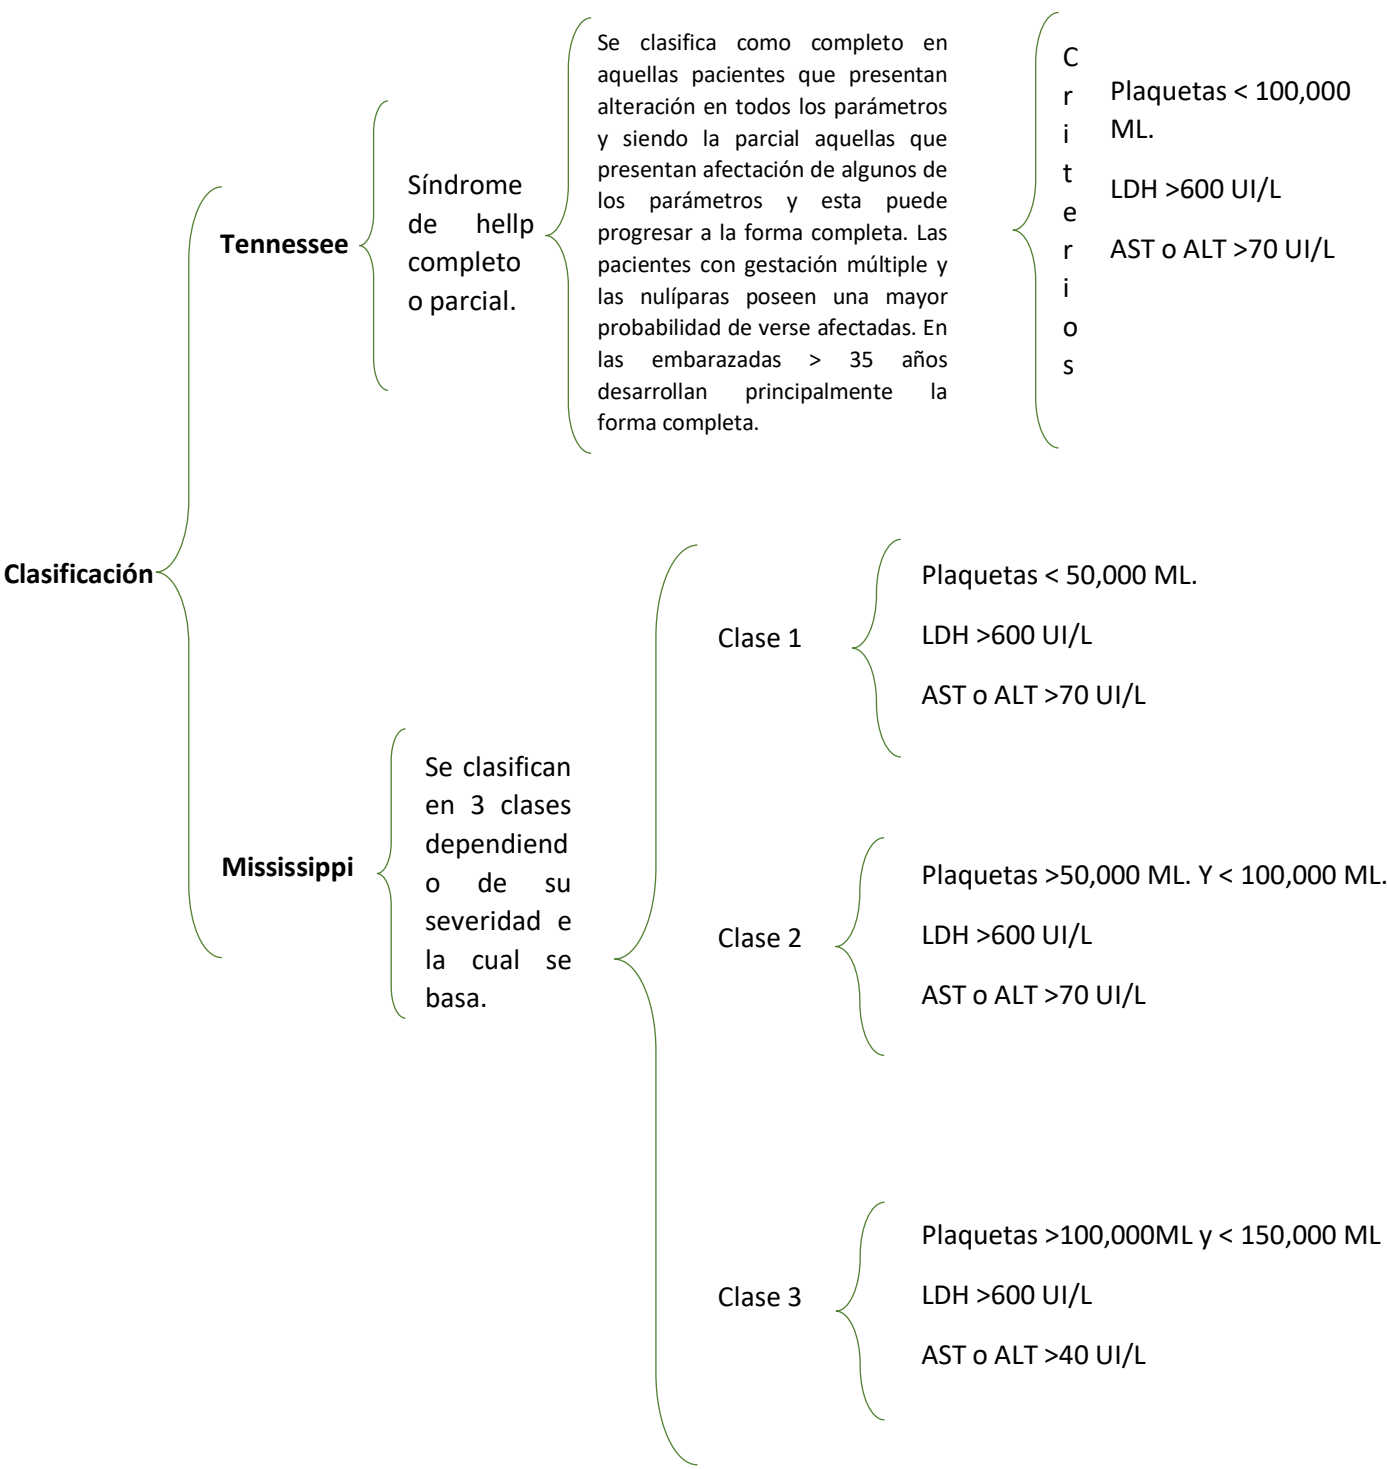 Clasificación
Tennessee
Síndrome
de hellp
completo
o parcial.
Se clasifica como completo en
aquellas pacientes que presentan
alteración en todos los parámetros
y siendo la parcial aquellas que
presentan afectación de algunos de
los parámetros y esta puede
progresar a la forma completa. Las
pacientes con gestación múltiple y
las nulíparas poseen una mayor
probabilidad de verse afectadas. En
las embarazadas > 35 años
desarrollan principalmente la
forma completa.
C
r
i
t
e
r
i
o
s
Plaquetas < 100,000
ML.
LDH >600 UI/L
AST o ALT >70 UI/L
Mississippi
Se clasifican
en 3 clases
dependiend
o de su
severidad e
la cual se
basa.
Clase 1
Plaquetas < 50,000 ML.
LDH >600 UI/L
AST o ALT >70 UI/L
Clase 2
Plaquetas >50,000 ML. Y < 100,000 ML.
LDH >600 UI/L
AST o ALT >70 UI/L
Clase 3
Plaquetas >100,000ML y < 150,000 ML
LDH >600 UI/L
AST o ALT >40 UI/L